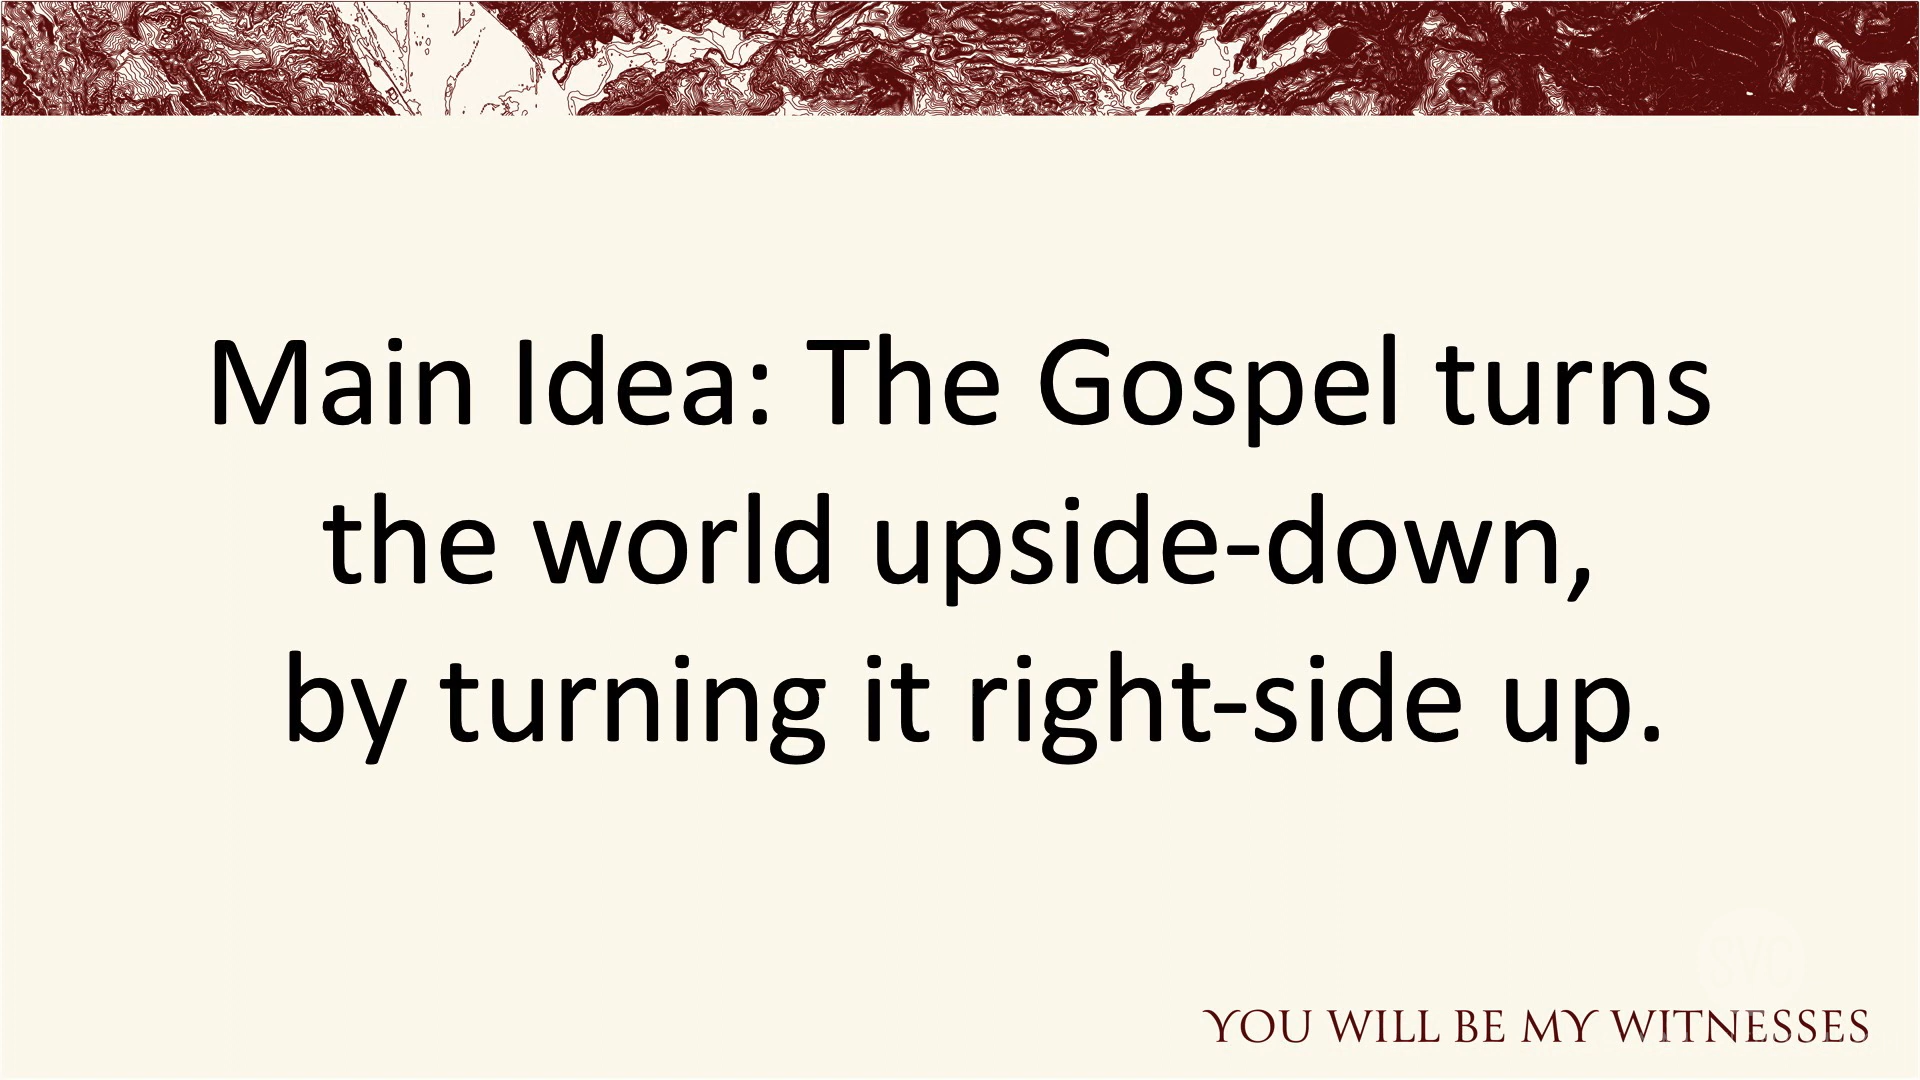 Main Idea: The Gospel turns
the world upside-down,
by turning it right-side up.
SVC
YOU WILL BE MY WITNESSES